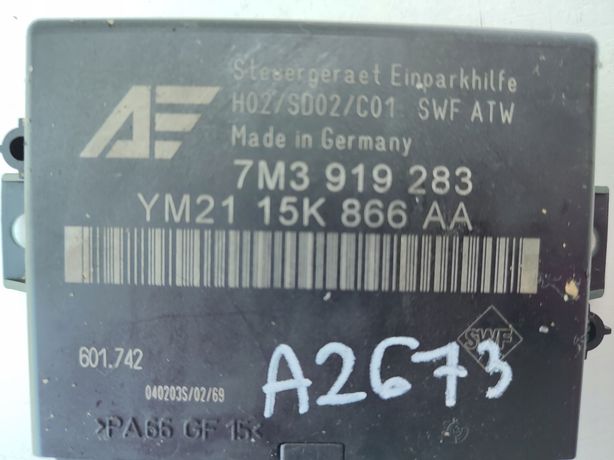 AF
Steuergeraet Einparkhilfe
H02/SD02/C01 SWF ATW
Made in Germany
7M3 919 283
YM21 15K 866 AA
SWF
601.742
040203S/02/69
A2673
>PA66 GF 15<